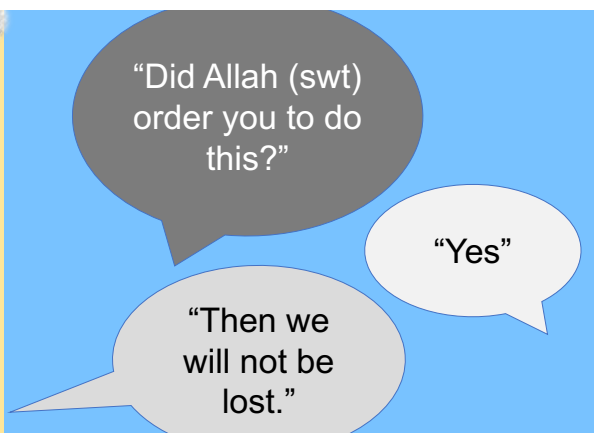 “Did Allah (swt)
order you to do
this?”
“Yes”
“Then we
will not be
lost.”